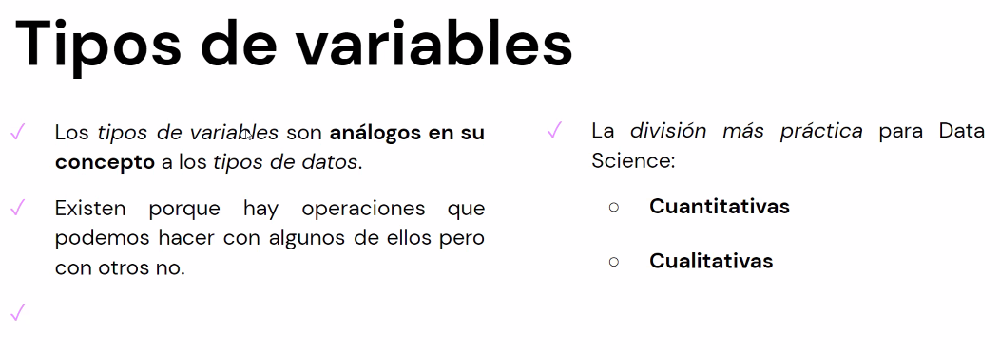 Tipos de variables
✓ Los tipos de variables son análogos en su
concepto a los tipos de datos.
✓ Existen porque hay operaciones que
podemos hacer con algunos de ellos pero
con otros no.
✓
✓ La división más práctica para Data
Science:
○ Cuantitativas
○ Cualitativas